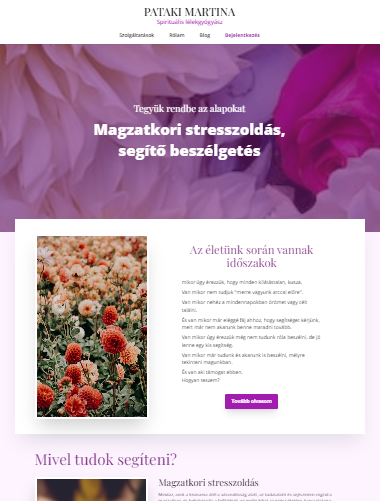 PATAKI MARTINA
Spirituális lélekgyógyász
Szolgáltatások Rólam Blog Bejelentkezés
Tegyük rendbe az alapokat
Magzatkori stresszoldás,
segítő beszélgetés
Az életünk során vannak
időszakok
mikor úgy érezzük, hogy minden kilátástalan, kusza.
Van mikor nem tudjuk "merre vagyunk arccal előre".
Van mikor nehéz a mindennapokban örömet vagy célt
találni.
És van mikor már eléggé fáj ahhoz, hogy segítséget kérjünk,
mert már nem akarunk benne maradni tovább.
Van mikor úgy érezzük még nem tudunk róla beszélni, de jó
lenne egy kis segítség.
Van mikor már tudunk és akarunk is beszélni, mélyre
tekinteni magunkban.
És van aki támogat ebben.
Hogyan teszem?
Tovább olvasom
Mivel tudok segíteni?
Magzatkori stresszoldás